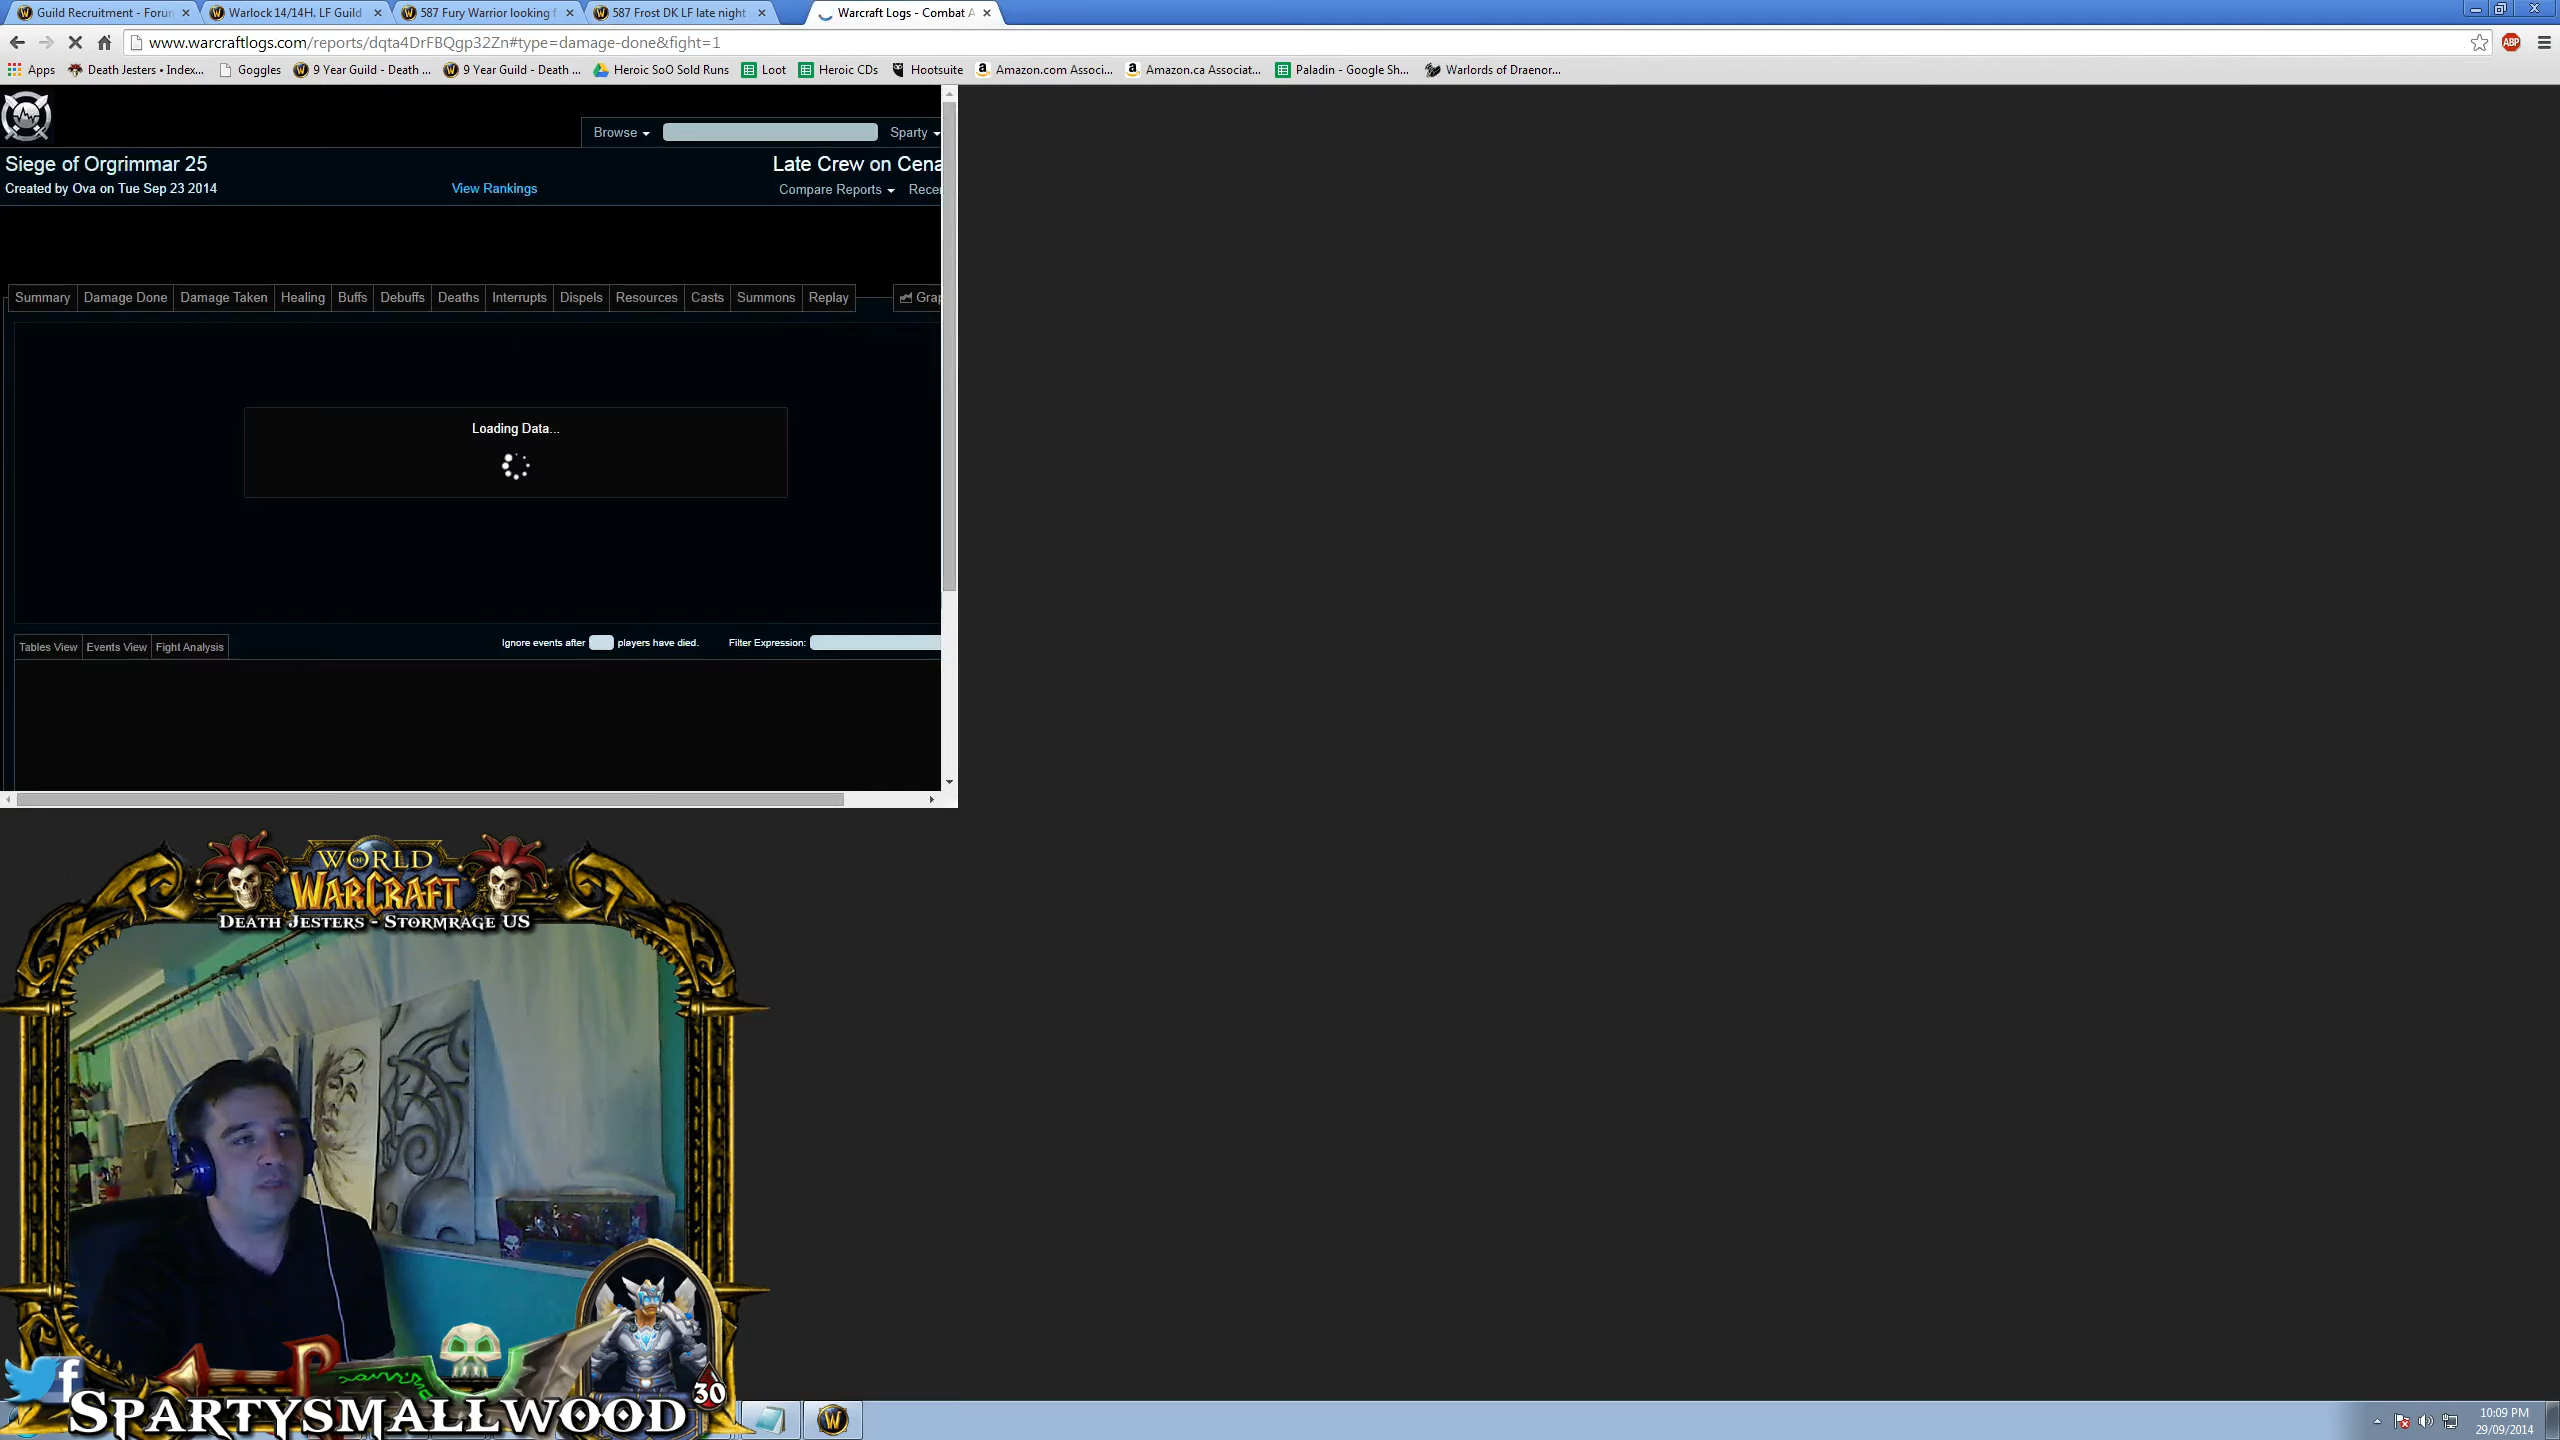 Guild Recruitment - Forun
Warlock 14/14H. LF Guild
587 Fury Warrior looking f
587 Frost DK LF late night
Warcraft Logs - Combat A
www.warcraftlogs.com/reports/dqta4DrFBQgp32Zn#type=damage-done&fight=1
ABP
Apps
Death Jesters • Index...
Goggles
9 Year Guild - Death ...
9 Year Guild - Death ...
Heroic SoO Sold Runs
Loot
Heroic CDs
Hootsuite
Amazon.com Associ...
Amazon.ca Associat...
Paladin - Google Sh...
Warlords of Draenor...
Browse
Sparty
Siege of Orgrimmar 25
Late Crew on Cena
Created by Ova on Tue Sep 23 2014
View Rankings
Compare Reports
Recer
Summary
Damage Done
Damage Taken
Healing
Buffs
Debuffs
Deaths
Interrupts
Dispels
Resources
Casts
Summons
Replay
Grap
Loading Data...
Tables View
Events View
Fight Analysis
Ignore events after
players have died.
Filter Expression:
WORLD
OF
WARCRAFT
DEATH JESTERS - STORMRAGE US
30
SPARTYSMALLWOOD
10:09 PM
29/09/2014